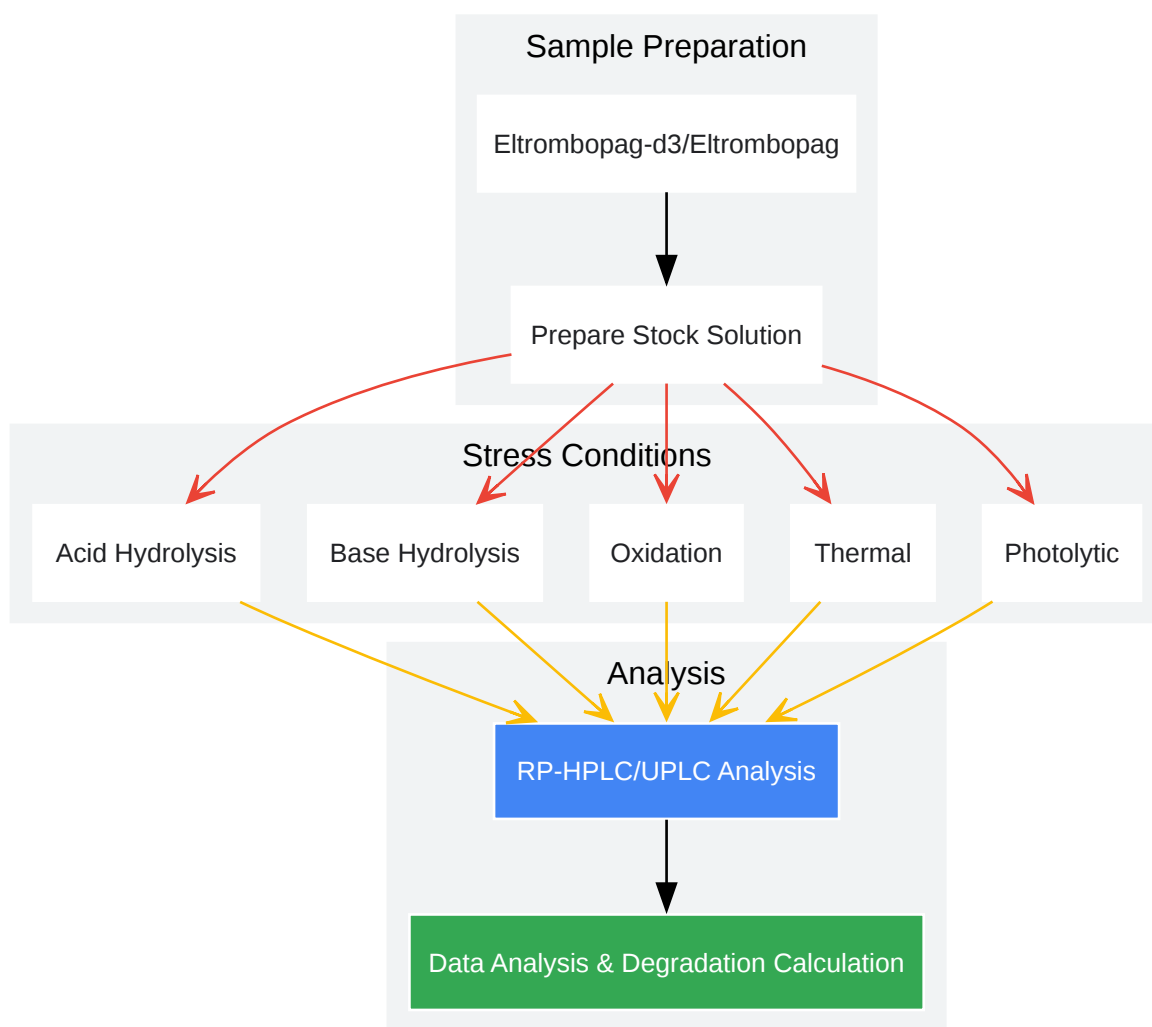 Sample Preparation
Eltrombopag-d3/Eltrombopag
Prepare Stock Solution
Stress Conditions
Acid Hydrolysis
Base Hydrolysis
Oxidation
Thermal
Photolytic
Analysis
RP-HPLC/UPLC Analysis
Data Analysis & Degradation Calculation